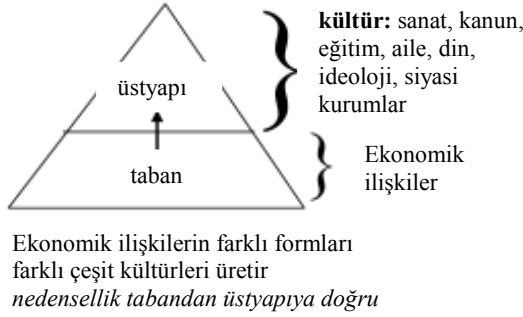 kültür: sanat, kanun,
eğitim, aile, din,
ideoloji, siyasi
kurumlar
üstyapı
Ekonomik
ilişkiler
taban
Ekonomik ilişkilerin farklı formları
farklı çeşit kültürleri üretir
nedensellik tabandan üstyapıya doğru